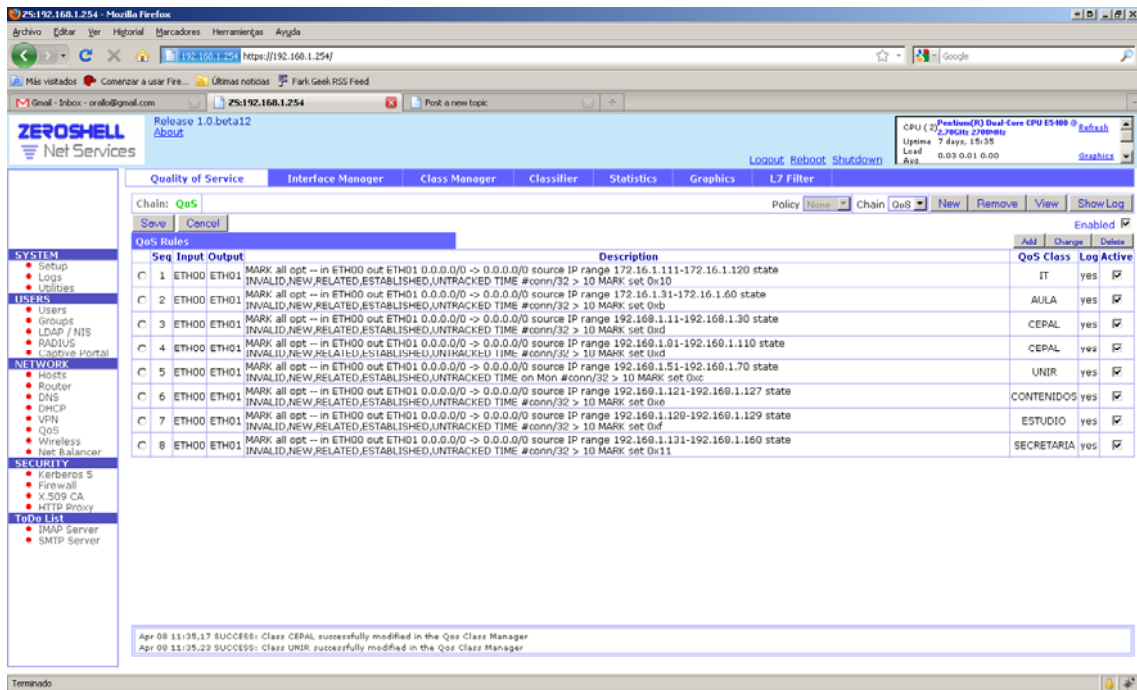 Z5:192.168.1.254 - Mozilla Firefox
Archivo Editar Ver Historial Marcadores Herramientas Ayuda
192.168.1.254 https://192.168.1.254/
Google
Más visitados Comenzar a usar Fire... Últimas noticias Fark Geek RSS Feed
Gmail - Inbox - orallo@gmail.com Z5:192.168.1.254 Post a new topic
ZEROSHELL
Net Services
Release 1.0.beta12
About
Logout Reboot Shutdown
CPU (2) Pentium(R) Dual-Core CPU E5400 @ 2.70GHz 2700MHz Refresh
Uptime 7 days, 15:35
Load Avg 0.03 0.01 0.00 Graphics
Quality of Service Interface Manager Class Manager Classifier Statistics Graphics L7 Filter
Chain: QoS Policy None Chain QoS New Remove View Show Log
Save Cancel Enabled
QoS Rules Add Change Delete
Seq Input Output Description QoS Class Log Active
1 ETH00 ETH01 MARK all opt -- in ETH00 out ETH01 0.0.0.0/0 -> 0.0.0.0/0 source IP range 172.16.1.111-172.16.1.120 state
INVALID,NEW,RELATED,ESTABLISHED,UNTRACKED TIME #conn/32 > 10 MARK set 0x10 IT yes
2 ETH00 ETH01 MARK all opt -- in ETH00 out ETH01 0.0.0.0/0 -> 0.0.0.0/0 source IP range 172.16.1.31-172.16.1.60 state
INVALID,NEW,RELATED,ESTABLISHED,UNTRACKED TIME #conn/32 > 10 MARK set 0xb AULA yes
3 ETH00 ETH01 MARK all opt -- in ETH00 out ETH01 0.0.0.0/0 -> 0.0.0.0/0 source IP range 192.168.1.11-192.168.1.30 state
INVALID,NEW,RELATED,ESTABLISHED,UNTRACKED TIME #conn/32 > 10 MARK set 0xd CEPAL yes
4 ETH00 ETH01 MARK all opt -- in ETH00 out ETH01 0.0.0.0/0 -> 0.0.0.0/0 source IP range 192.168.1.81-192.168.1.110 state
INVALID,NEW,RELATED,ESTABLISHED,UNTRACKED TIME #conn/32 > 10 MARK set 0xd CEPAL yes
5 ETH00 ETH01 MARK all opt -- in ETH00 out ETH01 0.0.0.0/0 -> 0.0.0.0/0 source IP range 192.168.1.51-192.168.1.70 state
INVALID,NEW,RELATED,ESTABLISHED,UNTRACKED TIME on Mon #conn/32 > 10 MARK set 0xc UNIR yes
6 ETH00 ETH01 MARK all opt -- in ETH00 out ETH01 0.0.0.0/0 -> 0.0.0.0/0 source IP range 192.168.1.121-192.168.1.127 state
INVALID,NEW,RELATED,ESTABLISHED,UNTRACKED TIME #conn/32 > 10 MARK set 0xe CONTENIDOS yes
7 ETH00 ETH01 MARK all opt -- in ETH00 out ETH01 0.0.0.0/0 -> 0.0.0.0/0 source IP range 192.168.1.128-192.168.1.129 state
INVALID,NEW,RELATED,ESTABLISHED,UNTRACKED TIME #conn/32 > 10 MARK set 0xf ESTUDIO yes
8 ETH00 ETH01 MARK all opt -- in ETH00 out ETH01 0.0.0.0/0 -> 0.0.0.0/0 source IP range 192.168.1.131-192.168.1.160 state
INVALID,NEW,RELATED,ESTABLISHED,UNTRACKED TIME #conn/32 > 10 MARK set 0x11 SECRETARIA yes
SYSTEM
Setup
Logs
Utilities
USERS
Users
Groups
LDAP / NIS
RADIUS
Captive Portal
NETWORK
Hosts
Router
DNS
DHCP
VPN
QoS
Wireless
Net Balancer
SECURITY
Kerberos 5
Firewall
X.509 CA
HTTP Proxy
ToDo List
IMAP Server
SMTP Server
Apr 08 11:35,17 SUCCESS: Class CEPAL successfully modified in the Qos Class Manager
Apr 08 11:35,23 SUCCESS: Class UNIR successfully modified in the Qos Class Manager
Terminado